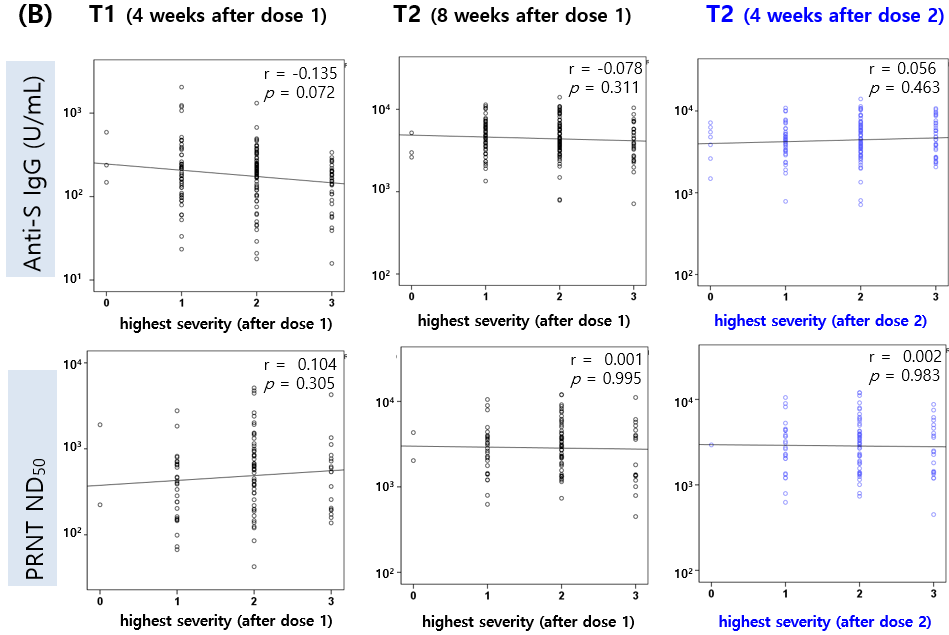 (B) T1 (4 weeks after dose 1) T2 (8 weeks after dose 1) T2 (4 weeks after dose 2)
Anti-S IgG (U/mL)
r = -0.135
p = 0.072
10³
10²
10¹
0 1 2 3
highest severity (after dose 1)
r = -0.078
p = 0.311
10⁴
10³
10²
0 1 2 3
highest severity (after dose 1)
r = 0.056
p = 0.463
10⁴
10³
10²
0 1 2 3
highest severity (after dose 2)
PRNT ND₅₀
r = 0.104
p = 0.305
10⁴
10³
10²
0 1 2 3
highest severity (after dose 1)
r = 0.001
p = 0.995
10⁴
10³
10²
0 1 2 3
highest severity (after dose 1)
r = 0.002
p = 0.983
10⁴
10³
10²
0 1 2 3
highest severity (after dose 2)